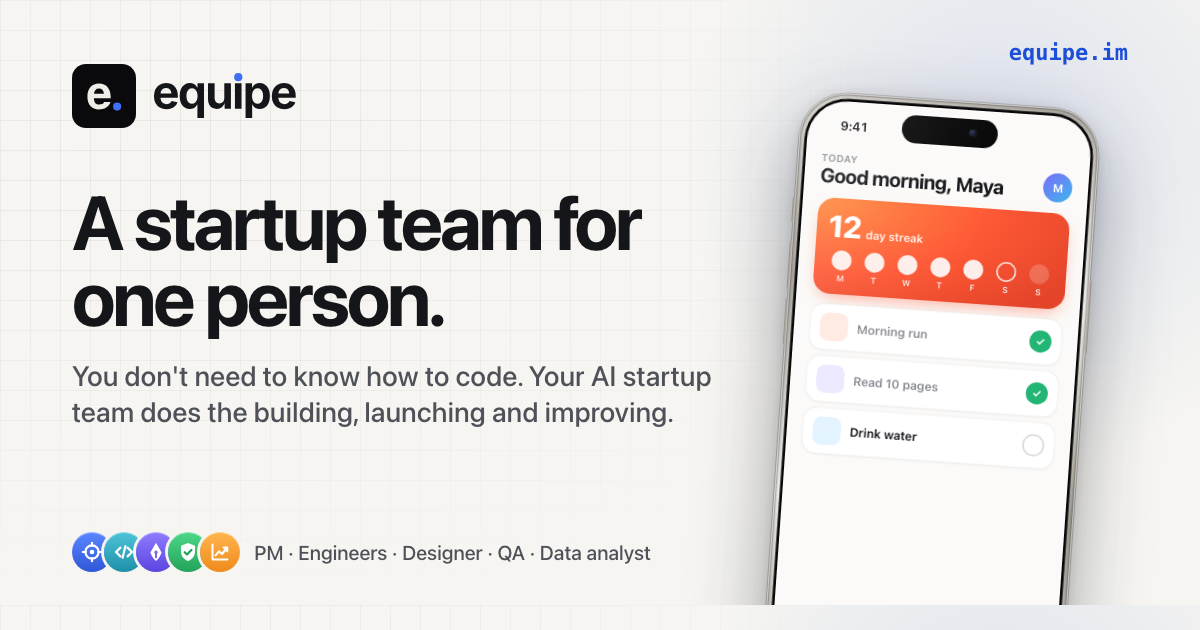 e.
equipe
equipe.im
A startup team for
one person.
You don't need to know how to code. Your AI startup
team does the building, launching and improving.
PM · Engineers · Designer · QA · Data analyst
9:41
TODAY
Good morning, Maya
M
12 day streak
M T W T F S S
Morning run
Read 10 pages
Drink water